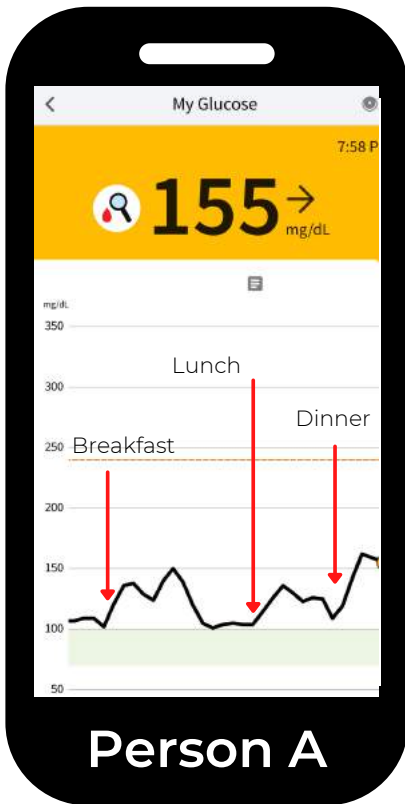 My Glucose
7:58 P
155
mg/dL
mg/dL
350
Lunch
300
Dinner
Breakfast
250
200
150
100
50
Person A